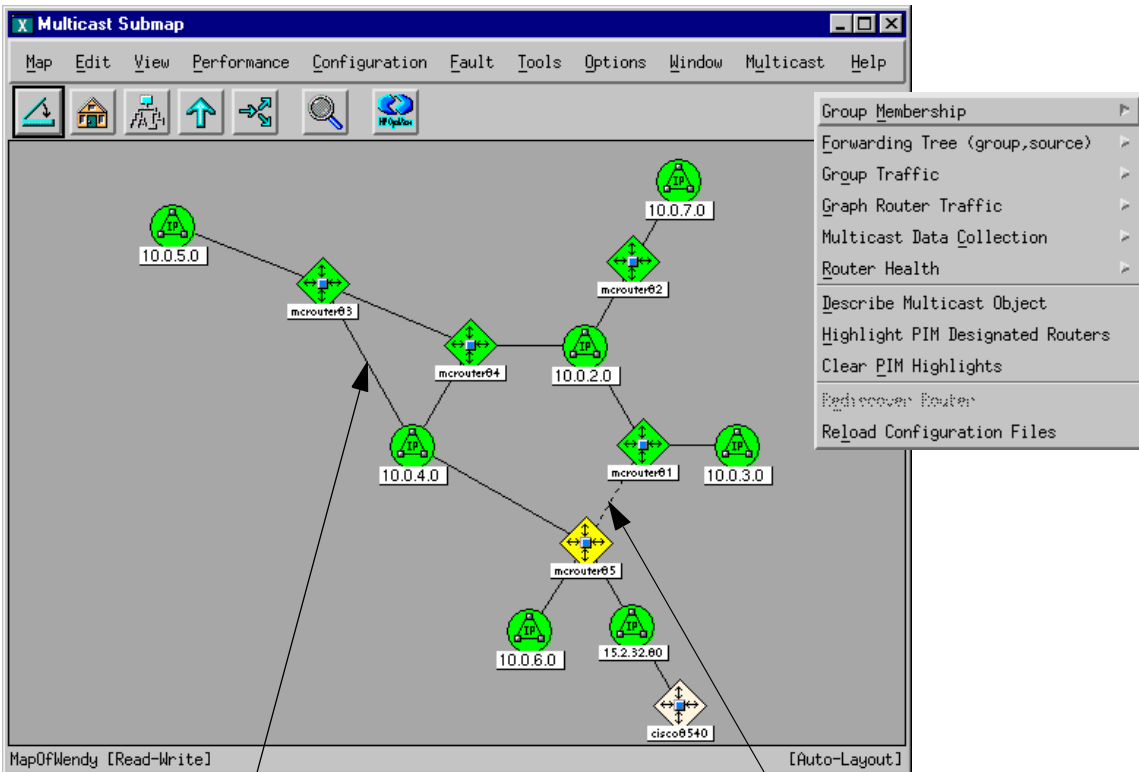 Multicast Submap
Map Edit View Performance Configuration Fault Tools Options Window Multicast Help
HP OpenView
Group Membership
Forwarding Tree (group,source)
Group Traffic
Graph Router Traffic
Multicast Data Collection
Router Health
Describe Multicast Object
Highlight PIM Designated Routers
Clear PIM Highlights
Rediscover Router
Reload Configuration Files
IP
10.0.7.0
IP
10.0.5.0
mcrouter02
mcrouter03
mcrouter04
IP
10.0.2.0
IP
10.0.4.0
mcrouter01
IP
10.0.3.0
mcrouter05
IP
10.0.6.0
IP
15.2.32.80
cisco0540
MapOfWendy [Read-Write] [Auto-Layout]